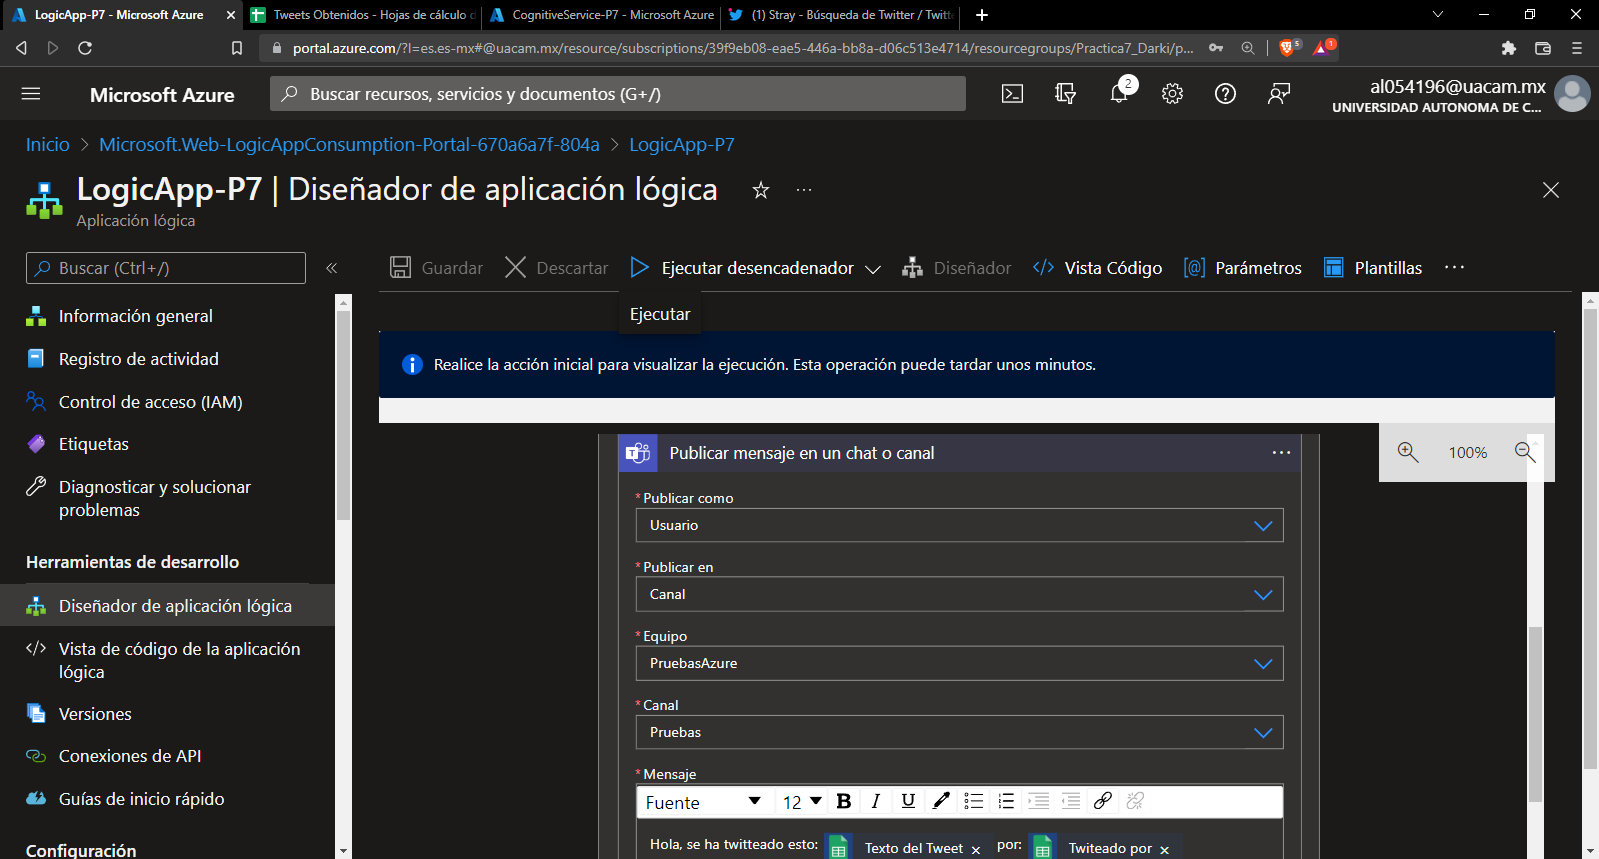 LogicApp-P7 - Microsoft Azure
Tweets Obtenidos - Hojas de cálculo d
CognitiveService-P7 - Microsoft Azure
(1) Stray - Búsqueda de Twitter / Twitte
portal.azure.com/?l=es.es-mx#@uacam.mx/resource/subscriptions/39f9eb08-eae5-446a-bb8a-d06c513e4714/resourcegroups/Practica7_Darki/p...
5
1
Microsoft Azure
Buscar recursos, servicios y documentos (G+/)
2
al054196@uacam.mx
UNIVERSIDAD AUTONOMA DE C...
Inicio > Microsoft.Web-LogicAppConsumption-Portal-670a6a7f-804a > LogicApp-P7
LogicApp-P7 | Diseñador de aplicación lógica
Aplicación lógica
Buscar (Ctrl+/)
Guardar
Descartar
Ejecutar desencadenador
Diseñador
Vista Código
Parámetros
Plantillas
Ejecutar
Información general
Registro de actividad
Control de acceso (IAM)
Etiquetas
Diagnosticar y solucionar
problemas
Herramientas de desarrollo
Diseñador de aplicación lógica
Vista de código de la aplicación
lógica
Versiones
Conexiones de API
Guías de inicio rápido
Configuración
Realice la acción inicial para visualizar la ejecución. Esta operación puede tardar unos minutos.
100%
Publicar mensaje en un chat o canal
* Publicar como
Usuario
* Publicar en
Canal
* Equipo
PruebasAzure
* Canal
Pruebas
* Mensaje
Fuente 12 B I U
Hola, se ha twitteado esto: Texto del Tweet x por: Twiteado por x